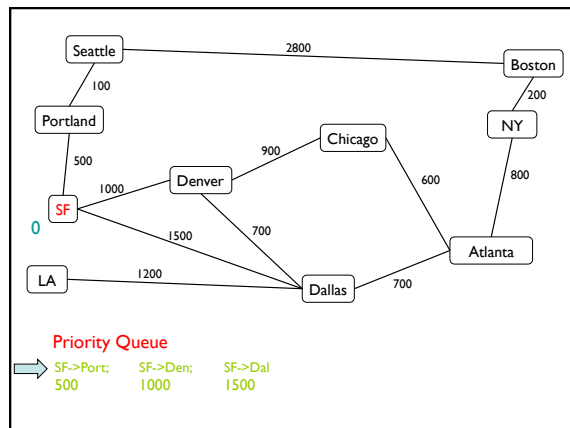 2800
Seattle
Boston
100
200
Portland
NY
Chicago
900
500
800
Denver
1000
600
SF
700
0
1500
Atlanta
LA
1200
Dallas
700
Priority Queue
SF->Port; SF->Den; SF->Dal
500 1000 1500